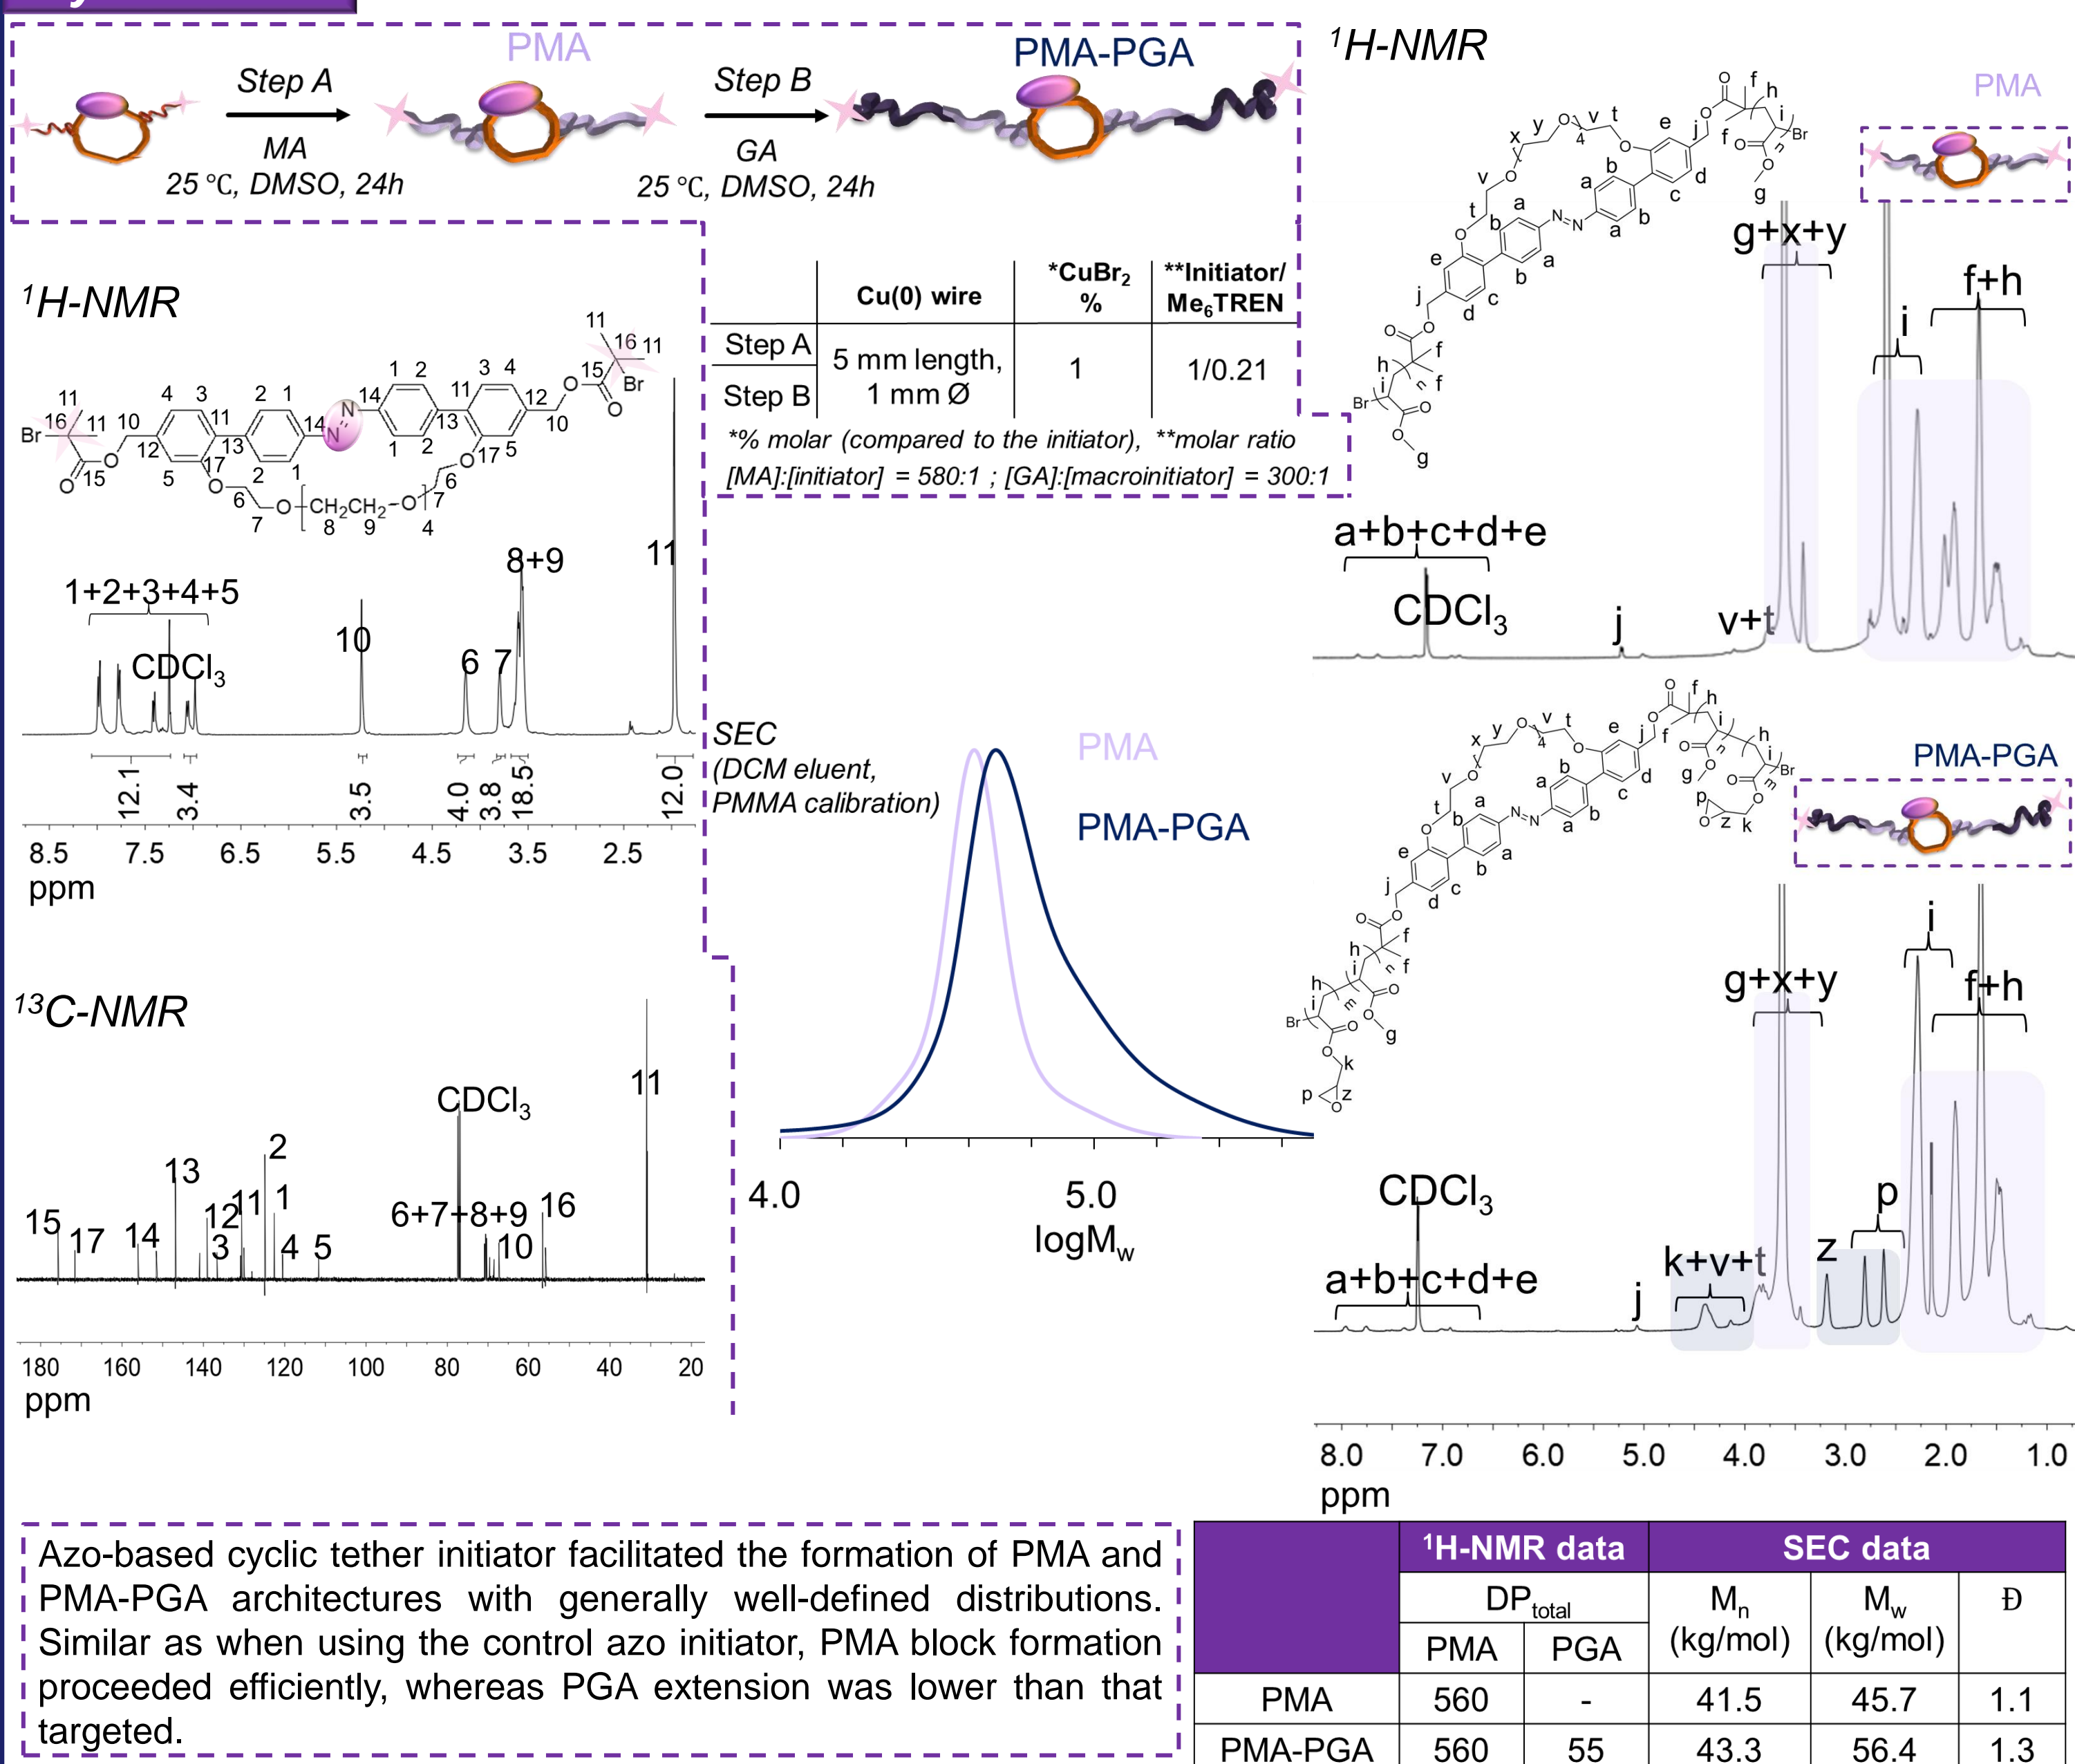 PMA
PMA-PGA
Step A
MA
25 °C, DMSO, 24h
Step B
GA
25 °C, DMSO, 24h
Cu(0) wire
*CuBr2 %
**Initiator/ Me6TREN
Step A
Step B
5 mm length,
1 mm Ø
1
1/0.21
*% molar (compared to the initiator), **molar ratio
[MA]:[initiator] = 580:1 ; [GA]:[macroinitiator] = 300:1
1H-NMR
1+2+3+4+5
CDCl3
10
6
7
8+9
11
12.1
3.4
3.5
4.0
3.8
18.5
12.0
8.5 7.5 6.5 5.5 4.5 3.5 2.5
ppm
13C-NMR
15
17
14
13
12
3
11
2
1
4
5
CDCl3
6+7+8+9
10
16
11
180 160 140 120 100 80 60 40 20
ppm
SEC
(DCM eluent,
PMMA calibration)
PMA
PMA-PGA
4.0
5.0
logMw
1H-NMR
PMA
a+b+c+d+e
CDCl3
j
v+t
g+x+y
i
f+h
PMA-PGA
CDCl3
a+b+c+d+e
j
k+v+t
g+x+y
z
p
i
f+h
8.0 7.0 6.0 5.0 4.0 3.0 2.0 1.0
ppm
Azo-based cyclic tether initiator facilitated the formation of PMA and
PMA-PGA architectures with generally well-defined distributions.
Similar as when using the control azo initiator, PMA block formation
proceeded efficiently, whereas PGA extension was lower than that
targeted.
1H-NMR data SEC data
DPtotal Mn (kg/mol) Mw (kg/mol) Đ
PMA PGA
PMA 560 - 41.5 45.7 1.1
PMA-PGA 560 55 43.3 56.4 1.3